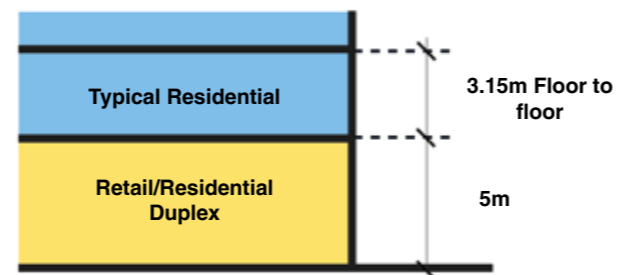 Typical Residential
3.15m Floor to
floor
Retail/Residential
Duplex
5m